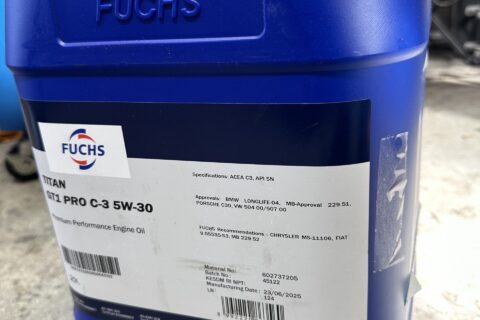 FUCHS
FUCHS
TITAN
GT1 PRO C-3 5W-30
Premium Performance Engine Oil
Specifications: ACEA C3, API SN
Approvals: BMW LONGLIFE-04, MB-Approval 229.51,
PORSCHE C30, VW 504 00/507 00
FUCHS Recommendations: CHRYSLER MS-11106, FIAT
9.55535-S3, MB 229.52
Material No :
602737205
Batch No :
45122
Manufacturing Date : 23/06/2025
LN : 124